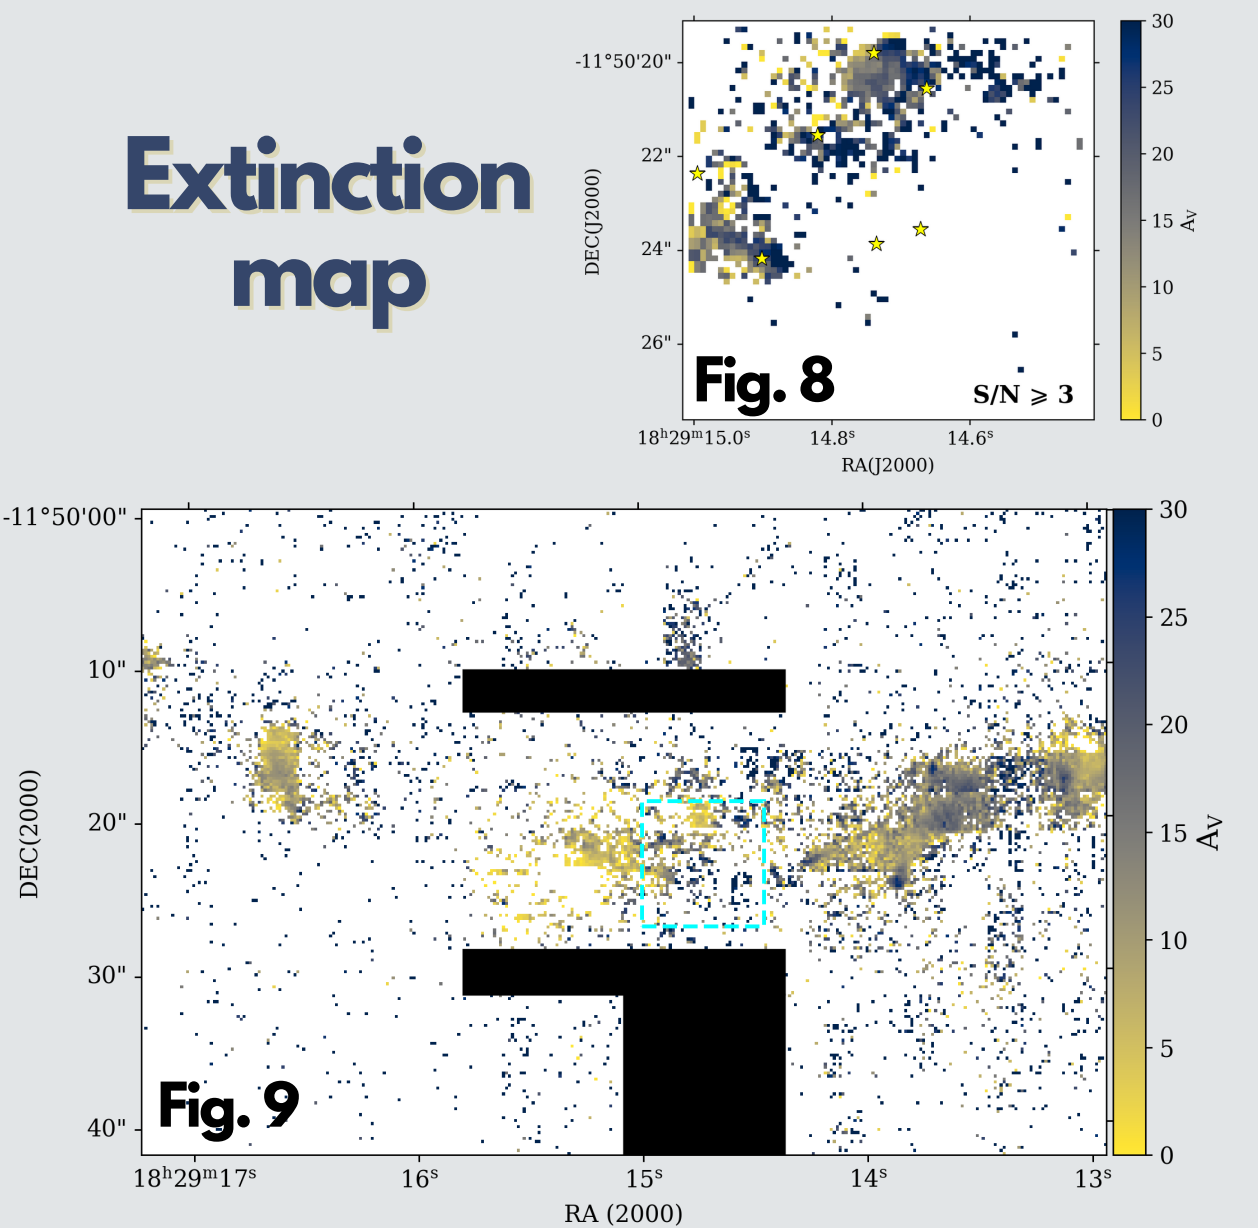 Extinction
map
-11°50'20"
22"
24"
26"
DEC(J2000)
Fig. 8
S/N ⩾ 3
18ʰ29ᵐ15.0ˢ
14.8ˢ
14.6ˢ
RA(J2000)
30
25
20
15
10
5
0
Aᵥ
-11°50'00"
10"
20"
30"
40"
DEC(2000)
Fig. 9
18ʰ29ᵐ17ˢ
16ˢ
15ˢ
14ˢ
13ˢ
RA (2000)
30
25
20
15
10
5
0
Aᵥ